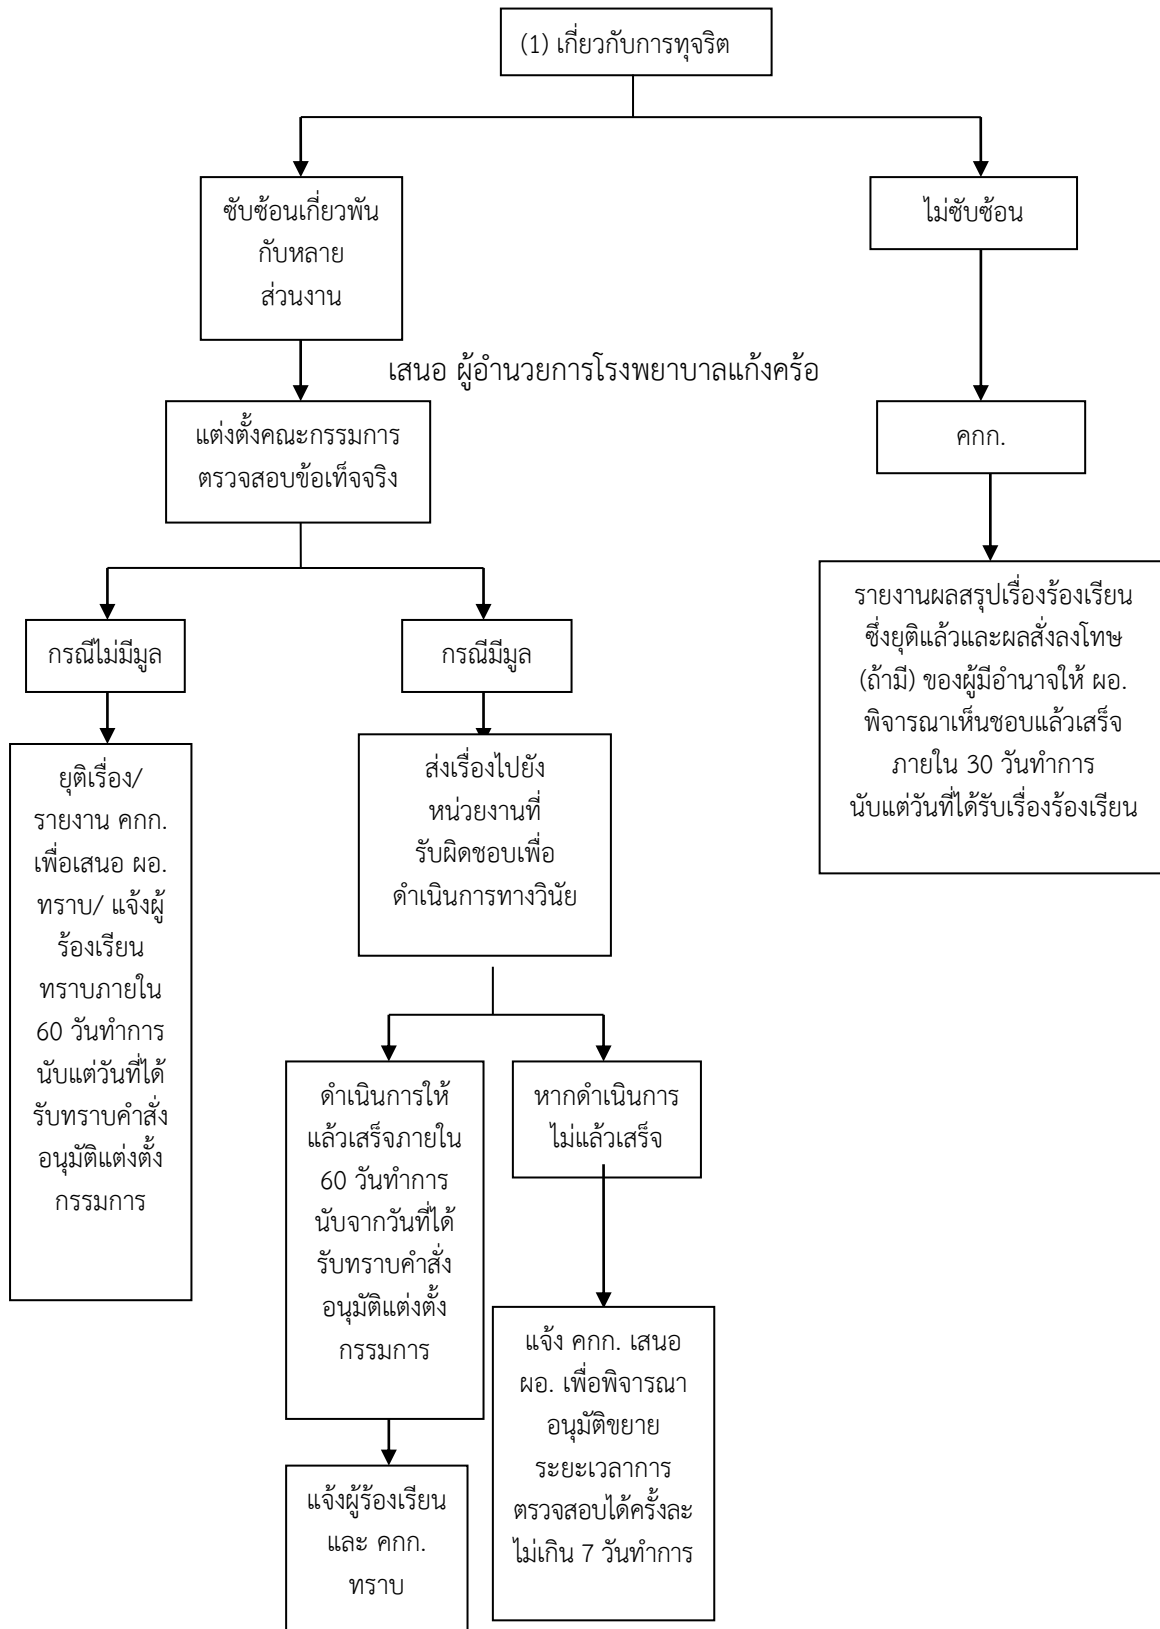 (1) เกี่ยวกับการทุจริต
ซับซ้อนเกี่ยวพัน
กับหลาย
ส่วนงาน
ไม่ซับซ้อน
เสนอ ผู้อำนวยการโรงพยาบาลแก้งคร้อ
แต่งตั้งคณะกรรมการ
ตรวจสอบข้อเท็จจริง
คกก.
กรณีไม่มีมูล
กรณีมีมูล
รายงานผลสรุปเรื่องร้องเรียน
ซึ่งยุติแล้วและผลสั่งลงโทษ
(ถ้ามี) ของผู้มีอำนาจให้ ผอ.
พิจารณาเห็นชอบแล้วเสร็จ
ภายใน 30 วันทำการ
นับแต่วันที่ได้รับเรื่องร้องเรียน
ยุติเรื่อง/
รายงาน คกก.
เพื่อเสนอ ผอ.
ทราบ/ แจ้งผู้
ร้องเรียน
ทราบภายใน
60 วันทำการ
นับแต่วันที่ได้
รับทราบคำสั่ง
อนุมัติแต่งตั้ง
กรรมการ
ส่งเรื่องไปยัง
หน่วยงานที่
รับผิดชอบเพื่อ
ดำเนินการทางวินัย
ดำเนินการให้
แล้วเสร็จภายใน
60 วันทำการ
นับจากวันที่ได้
รับทราบคำสั่ง
อนุมัติแต่งตั้ง
กรรมการ
หากดำเนินการ
ไม่แล้วเสร็จ
แจ้ง คกก. เสนอ
ผอ. เพื่อพิจารณา
อนุมัติขยาย
ระยะเวลาการ
ตรวจสอบได้ครั้งละ
ไม่เกิน 7 วันทำการ
แจ้งผู้ร้องเรียน
และ คกก.
ทราบ